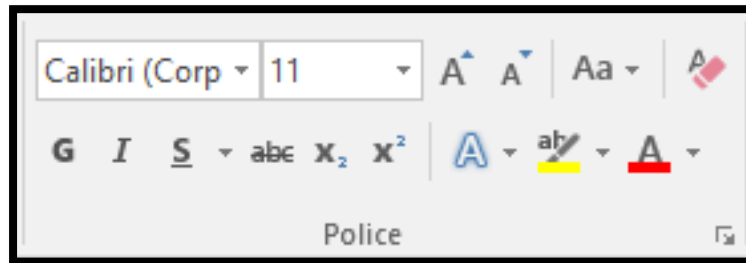 Calibri (Corp 11 A A Aa A
G I S abc x₂ x² A ab A
Police